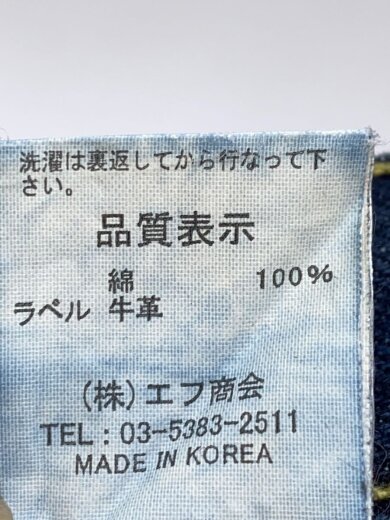 洗濯は裏返してから行なって下
さい。
品質表示
綿 100%
ラベル 牛革
(株)エフ商会
TEL:03-5383-2511
MADE IN KOREA